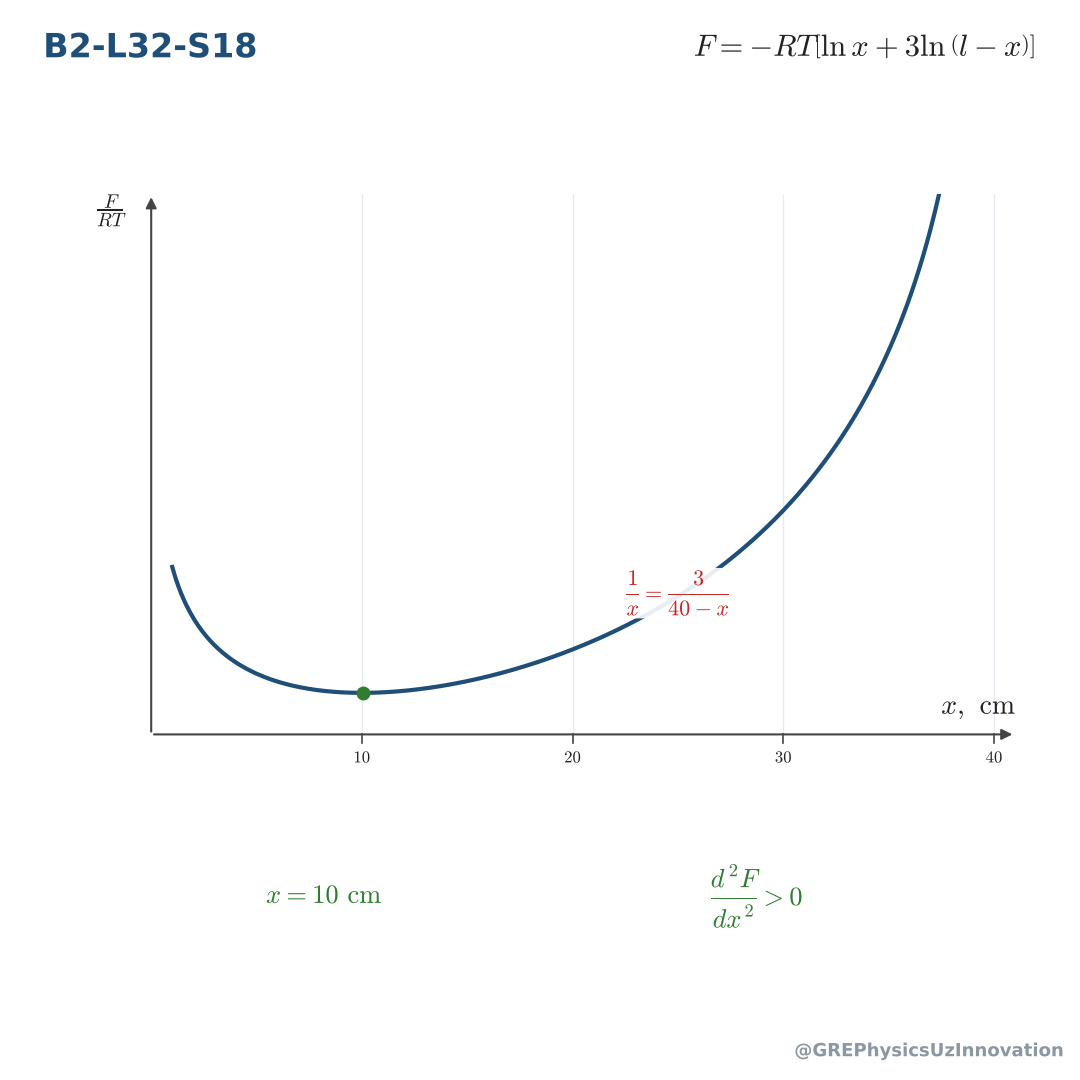 B2-L32-S18
F = −RT[ln x + 3ln (l − x)]
F/RT
1/x = 3/(40 − x)
x, cm
10 20 30 40
x = 10 cm
d²F/dx² > 0
@GREPhysicsUzInnovation